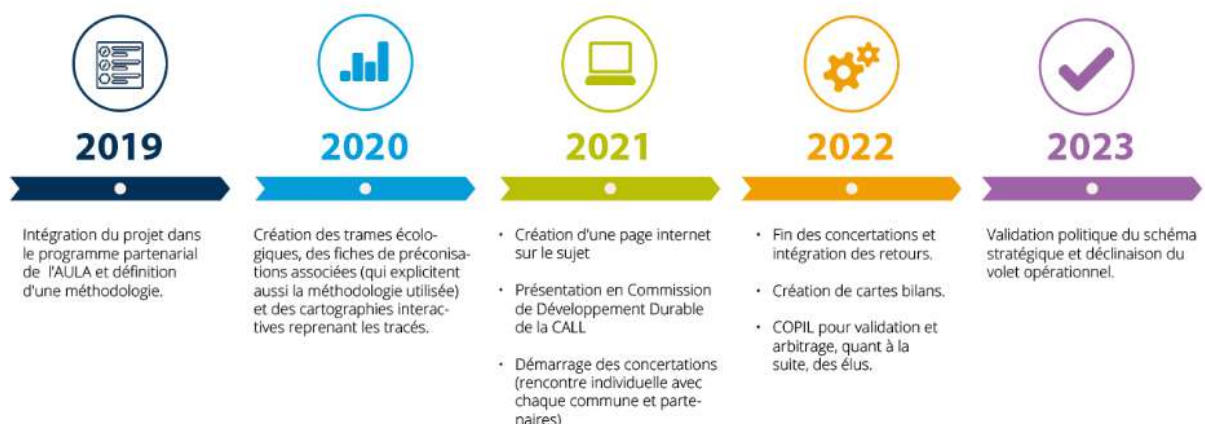 2019
Intégration du projet dans
le programme partenarial
de l'AULA et définition
d'une méthodologie.
2020
Création des trames écolo-
giques, des fiches de préconisa-
tions associées (qui explicitent
aussi la méthodologie utilisée)
et des cartographies interac-
tives reprenant les tracés.
2021
• Création d'une page internet
sur le sujet
• Présentation en Commission
de Développement Durable
de la CALL
• Démarrage des concertations
(rencontre individuelle avec
chaque commune et parte-
naires)
2022
• Fin des concertations et
intégration des retours.
• Création de cartes bilans.
• COPIL pour validation et
arbitrage, quant à la
suite, des élus.
2023
Validation politique du schéma
stratégique et déclinaison du
volet opérationnel.